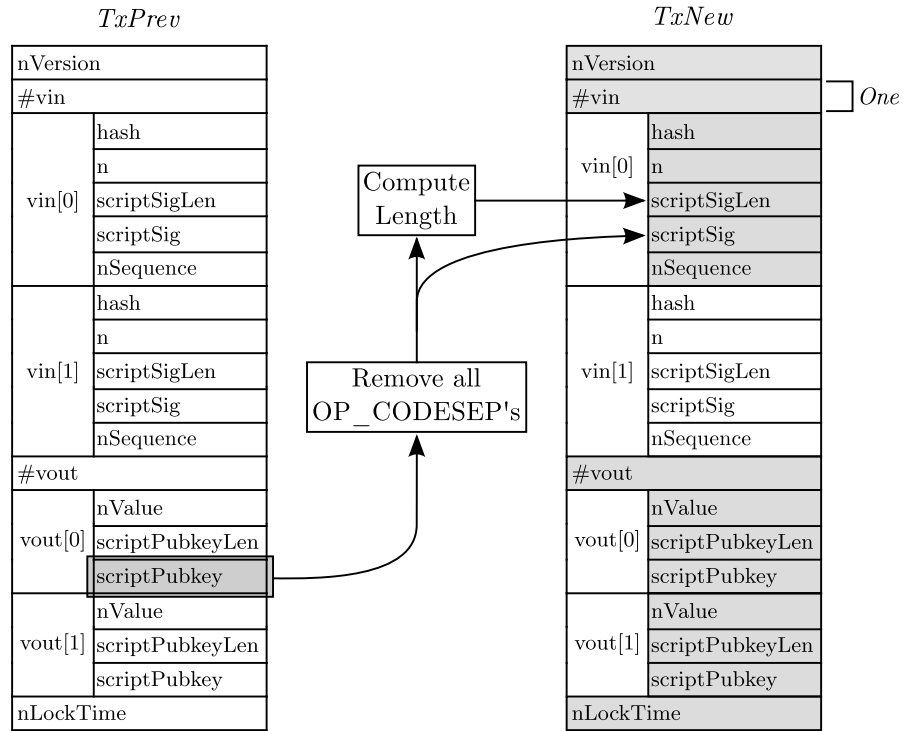 TxPrev
nVersion
#vin
vin[0]
hash
n
scriptSigLen
scriptSig
nSequence
vin[1]
hash
n
scriptSigLen
scriptSig
nSequence
#vout
vout[0]
nValue
scriptPubkeyLen
scriptPubkey
vout[1]
nValue
scriptPubkeyLen
scriptPubkey
nLockTime
Compute
Length
Remove all
OP_CODESEP's
TxNew
nVersion
#vin
One
vin[0]
hash
n
scriptSigLen
scriptSig
nSequence
vin[1]
hash
n
scriptSigLen
scriptSig
nSequence
#vout
vout[0]
nValue
scriptPubkeyLen
scriptPubkey
vout[1]
nValue
scriptPubkeyLen
scriptPubkey
nLockTime